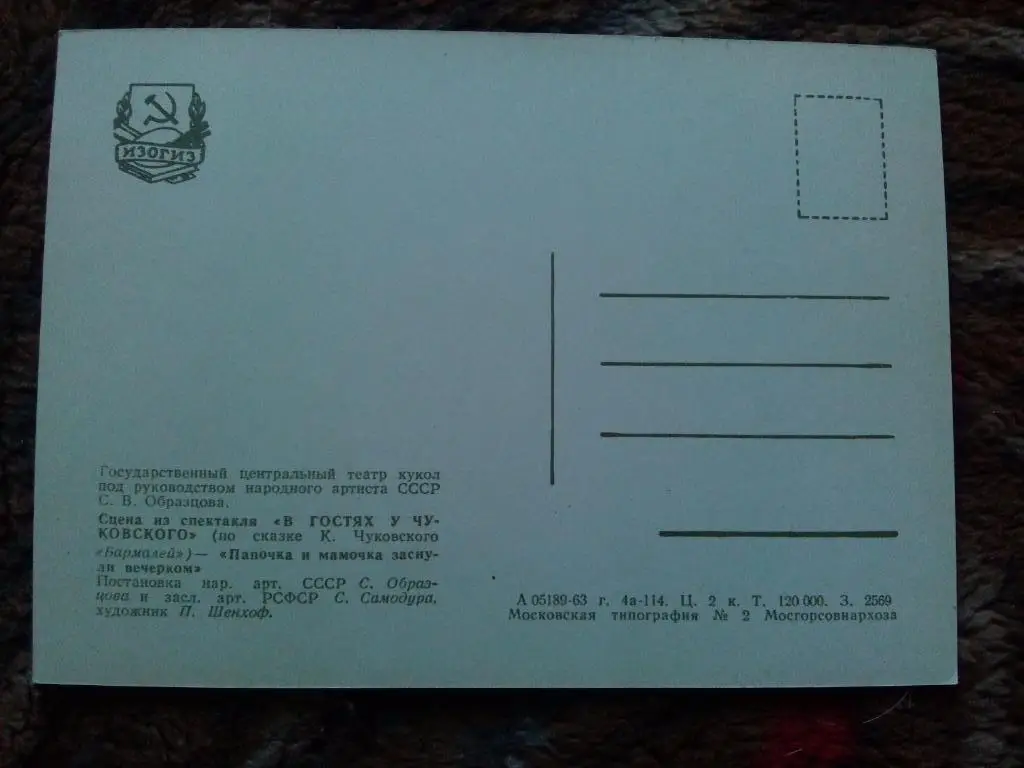 ИЗОГИЗ
Государственный центральный театр кукол
под руководством народного артиста СССР
С. В. Образцова.
Сцена из спектакля «В ГОСТЯХ У ЧУ-
КОВСКОГО» (по сказке К. Чуковского
«Бармалей») — «Папочка и мамочка засну-
ли вечерком»
Постановка нар. арт. СССР С. Образ-
цова и засл. арт. РСФСР С. Самодура,
художник П. Шенхоф.
А 05189-63 г. 4а-114. Ц. 2 к. Т. 120 000. З. 2569
Московская типография № 2 Мосгорсовнархоза